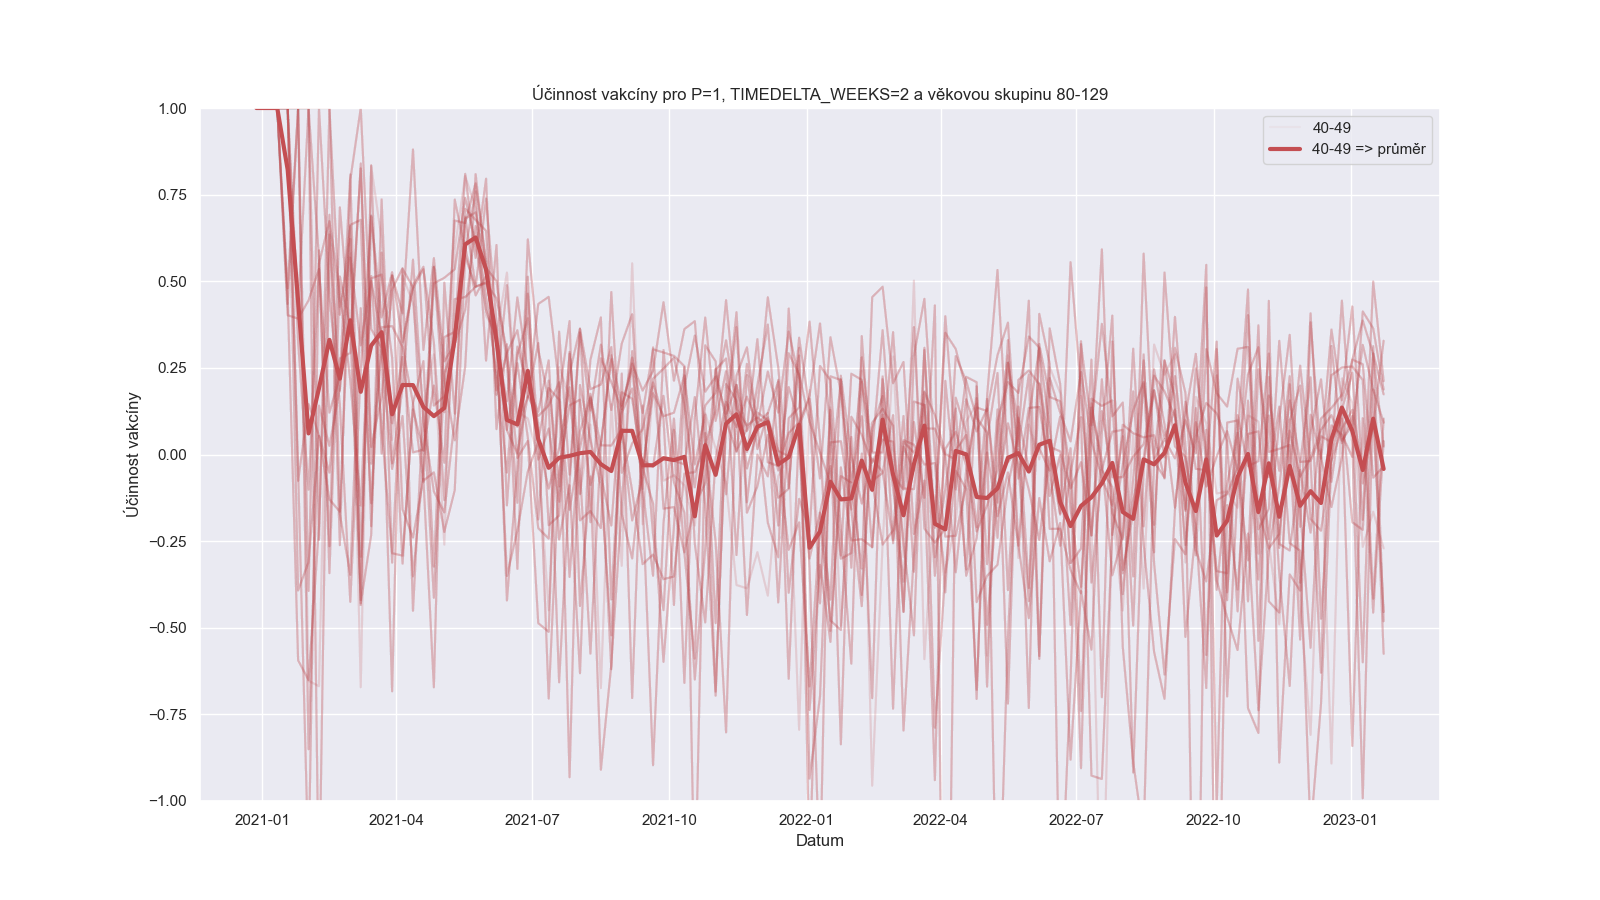 Účinnost vakcíny pro P=1, TIMEDELTA_WEEKS=2 a věkovou skupinu 80-129
40-49
40-49 => průměr
Účinnost vakcíny
1.00
0.75
0.50
0.25
0.00
−0.25
−0.50
−0.75
−1.00
2021-01 2021-04 2021-07 2021-10 2022-01 2022-04 2022-07 2022-10 2023-01
Datum